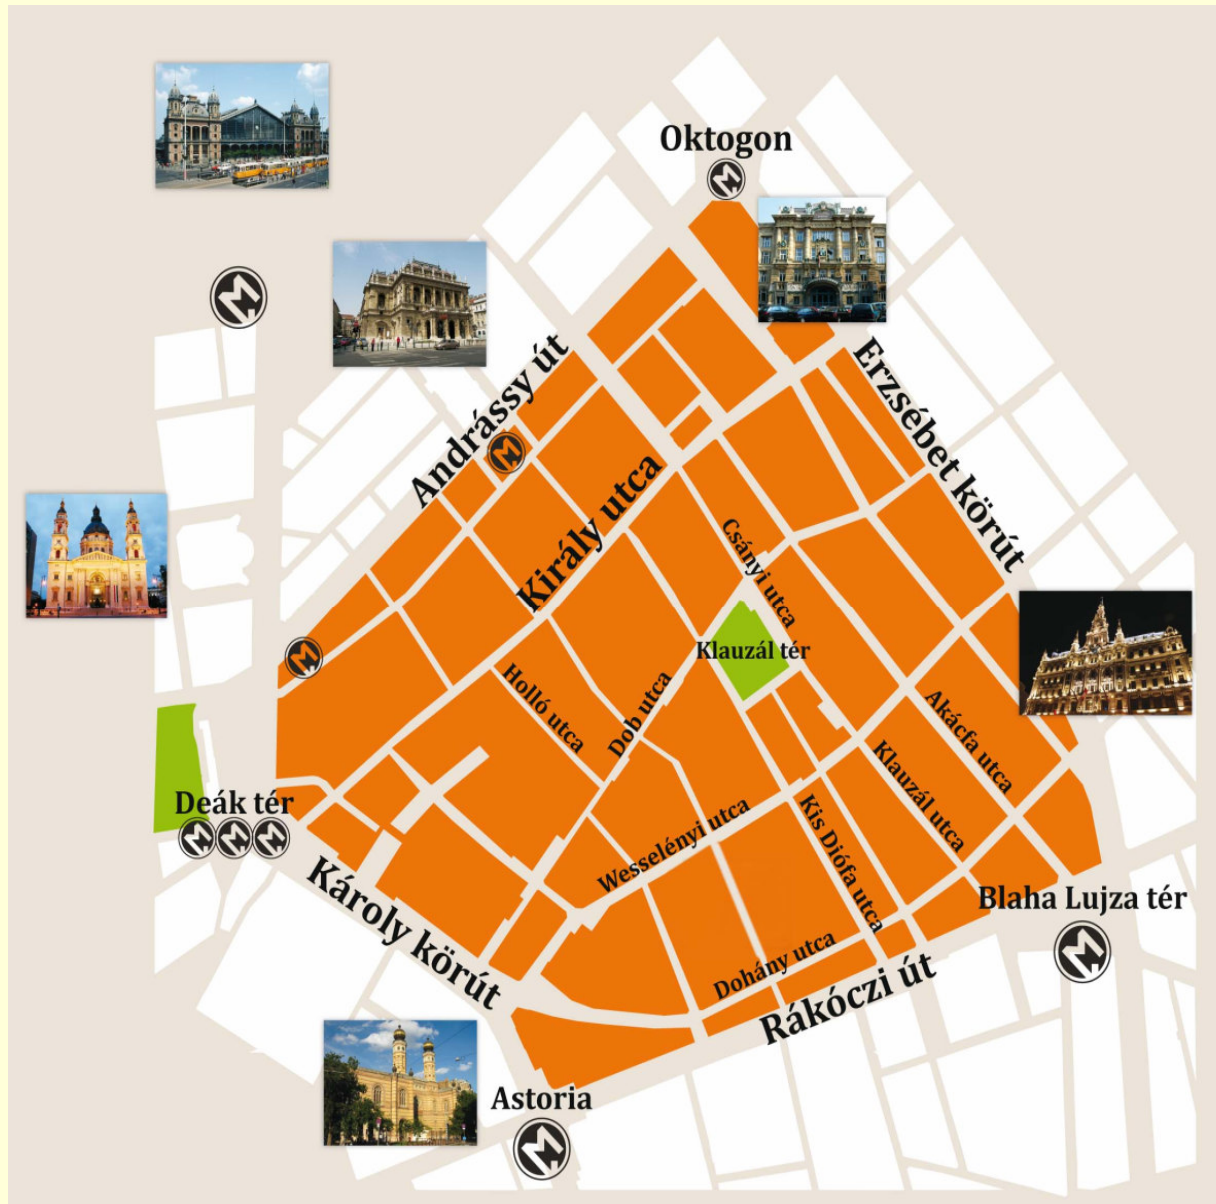 Oktogon
Andrássy út
Erzsébet körút
Király utca
Csányi utca
Klauzál tér
Holló utca
Dob utca
Akácfa utca
Klauzál utca
Deák tér
Wesselényi utca
Kis Diófa utca
Károly körút
Blaha Lujza tér
Dohány utca
Rákóczi út
Astoria